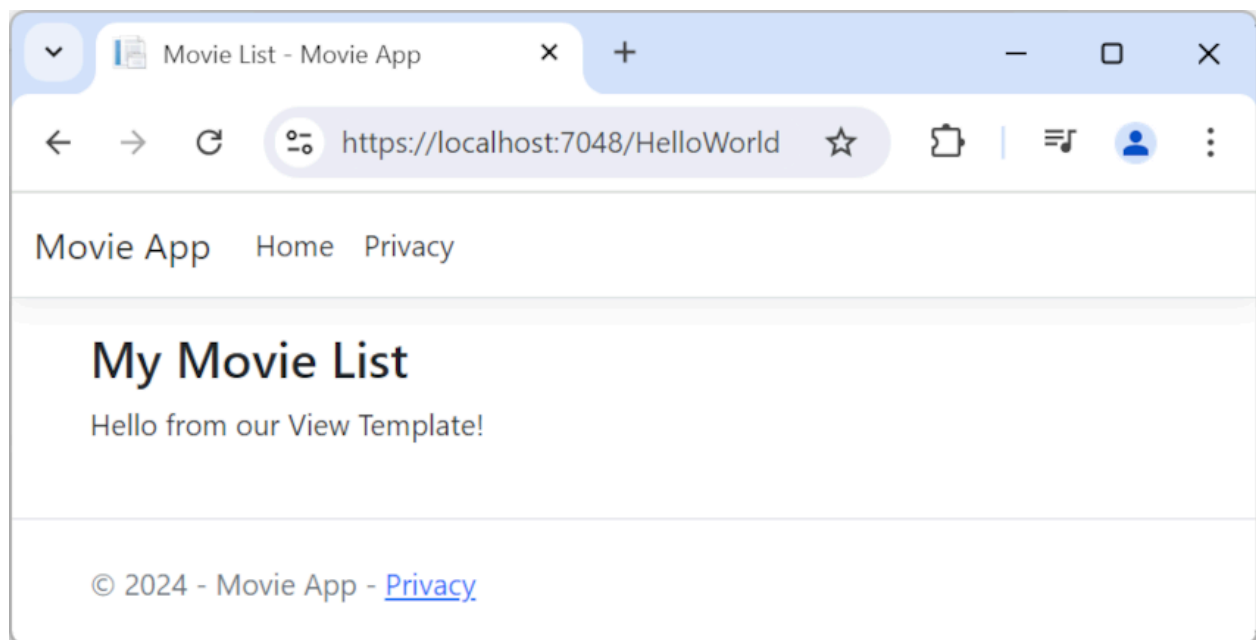 Movie List - Movie App
https://localhost:7048/HelloWorld
Movie App Home Privacy
My Movie List
Hello from our View Template!
© 2024 - Movie App - Privacy